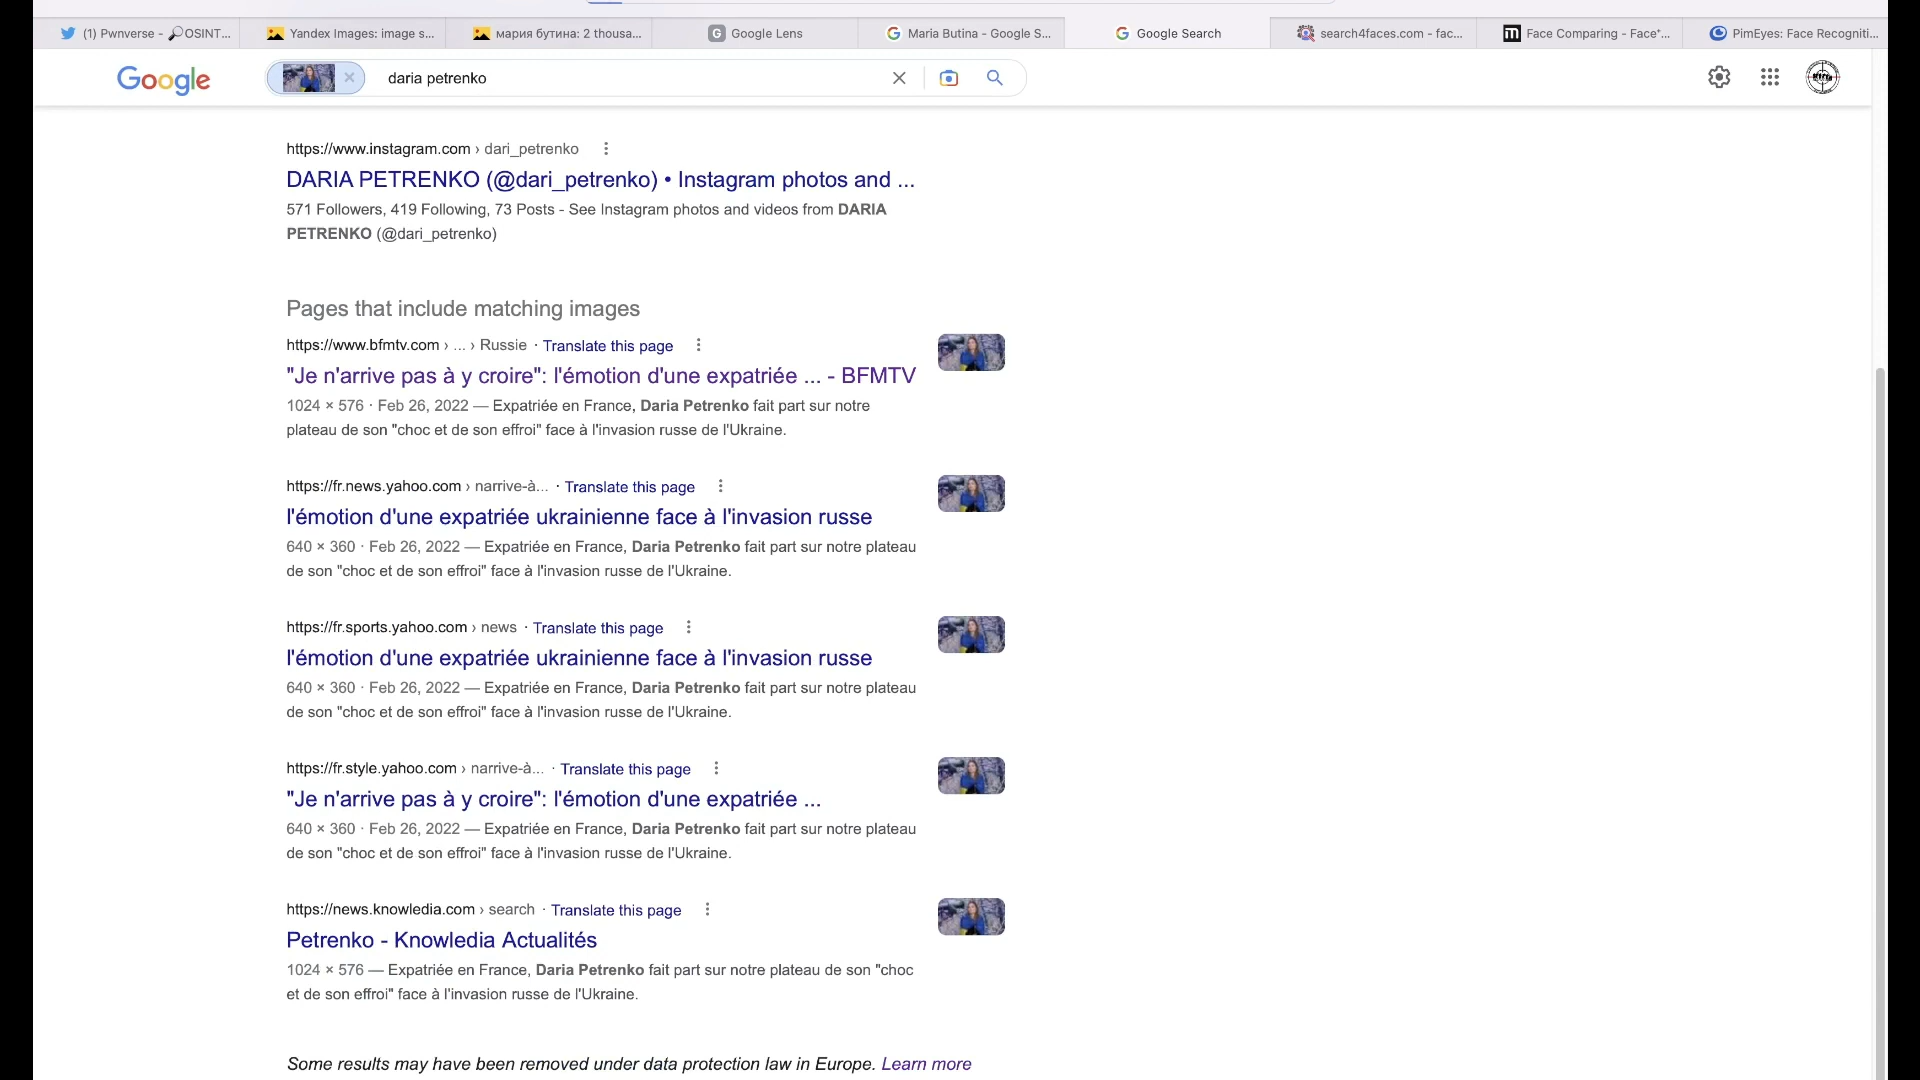 (1) Pwnverse - 🔎OSINT...
Yandex Images: image s...
мария бутина: 2 thousa...
G Google Lens
Maria Butina - Google S...
Google Search
search4faces.com - fac...
Face Comparing - Face⁺...
PimEyes: Face Recogniti...
Google
daria petrenko
https://www.instagram.com › dari_petrenko
DARIA PETRENKO (@dari_petrenko) • Instagram photos and ...
571 Followers, 419 Following, 73 Posts - See Instagram photos and videos from DARIA
PETRENKO (@dari_petrenko)
Pages that include matching images
https://www.bfmtv.com › ... › Russie · Translate this page
"Je n'arrive pas à y croire": l'émotion d'une expatriée ... - BFMTV
1024 × 576 · Feb 26, 2022 — Expatriée en France, Daria Petrenko fait part sur notre
plateau de son "choc et de son effroi" face à l'invasion russe de l'Ukraine.
https://fr.news.yahoo.com › narrive-à... · Translate this page
l'émotion d'une expatriée ukrainienne face à l'invasion russe
640 × 360 · Feb 26, 2022 — Expatriée en France, Daria Petrenko fait part sur notre plateau
de son "choc et de son effroi" face à l'invasion russe de l'Ukraine.
https://fr.sports.yahoo.com › news · Translate this page
l'émotion d'une expatriée ukrainienne face à l'invasion russe
640 × 360 · Feb 26, 2022 — Expatriée en France, Daria Petrenko fait part sur notre plateau
de son "choc et de son effroi" face à l'invasion russe de l'Ukraine.
https://fr.style.yahoo.com › narrive-à... · Translate this page
"Je n'arrive pas à y croire": l'émotion d'une expatriée ...
640 × 360 · Feb 26, 2022 — Expatriée en France, Daria Petrenko fait part sur notre plateau
de son "choc et de son effroi" face à l'invasion russe de l'Ukraine.
https://news.knowledia.com › search · Translate this page
Petrenko - Knowledia Actualités
1024 × 576 — Expatriée en France, Daria Petrenko fait part sur notre plateau de son "choc
et de son effroi" face à l'invasion russe de l'Ukraine.
Some results may have been removed under data protection law in Europe. Learn more